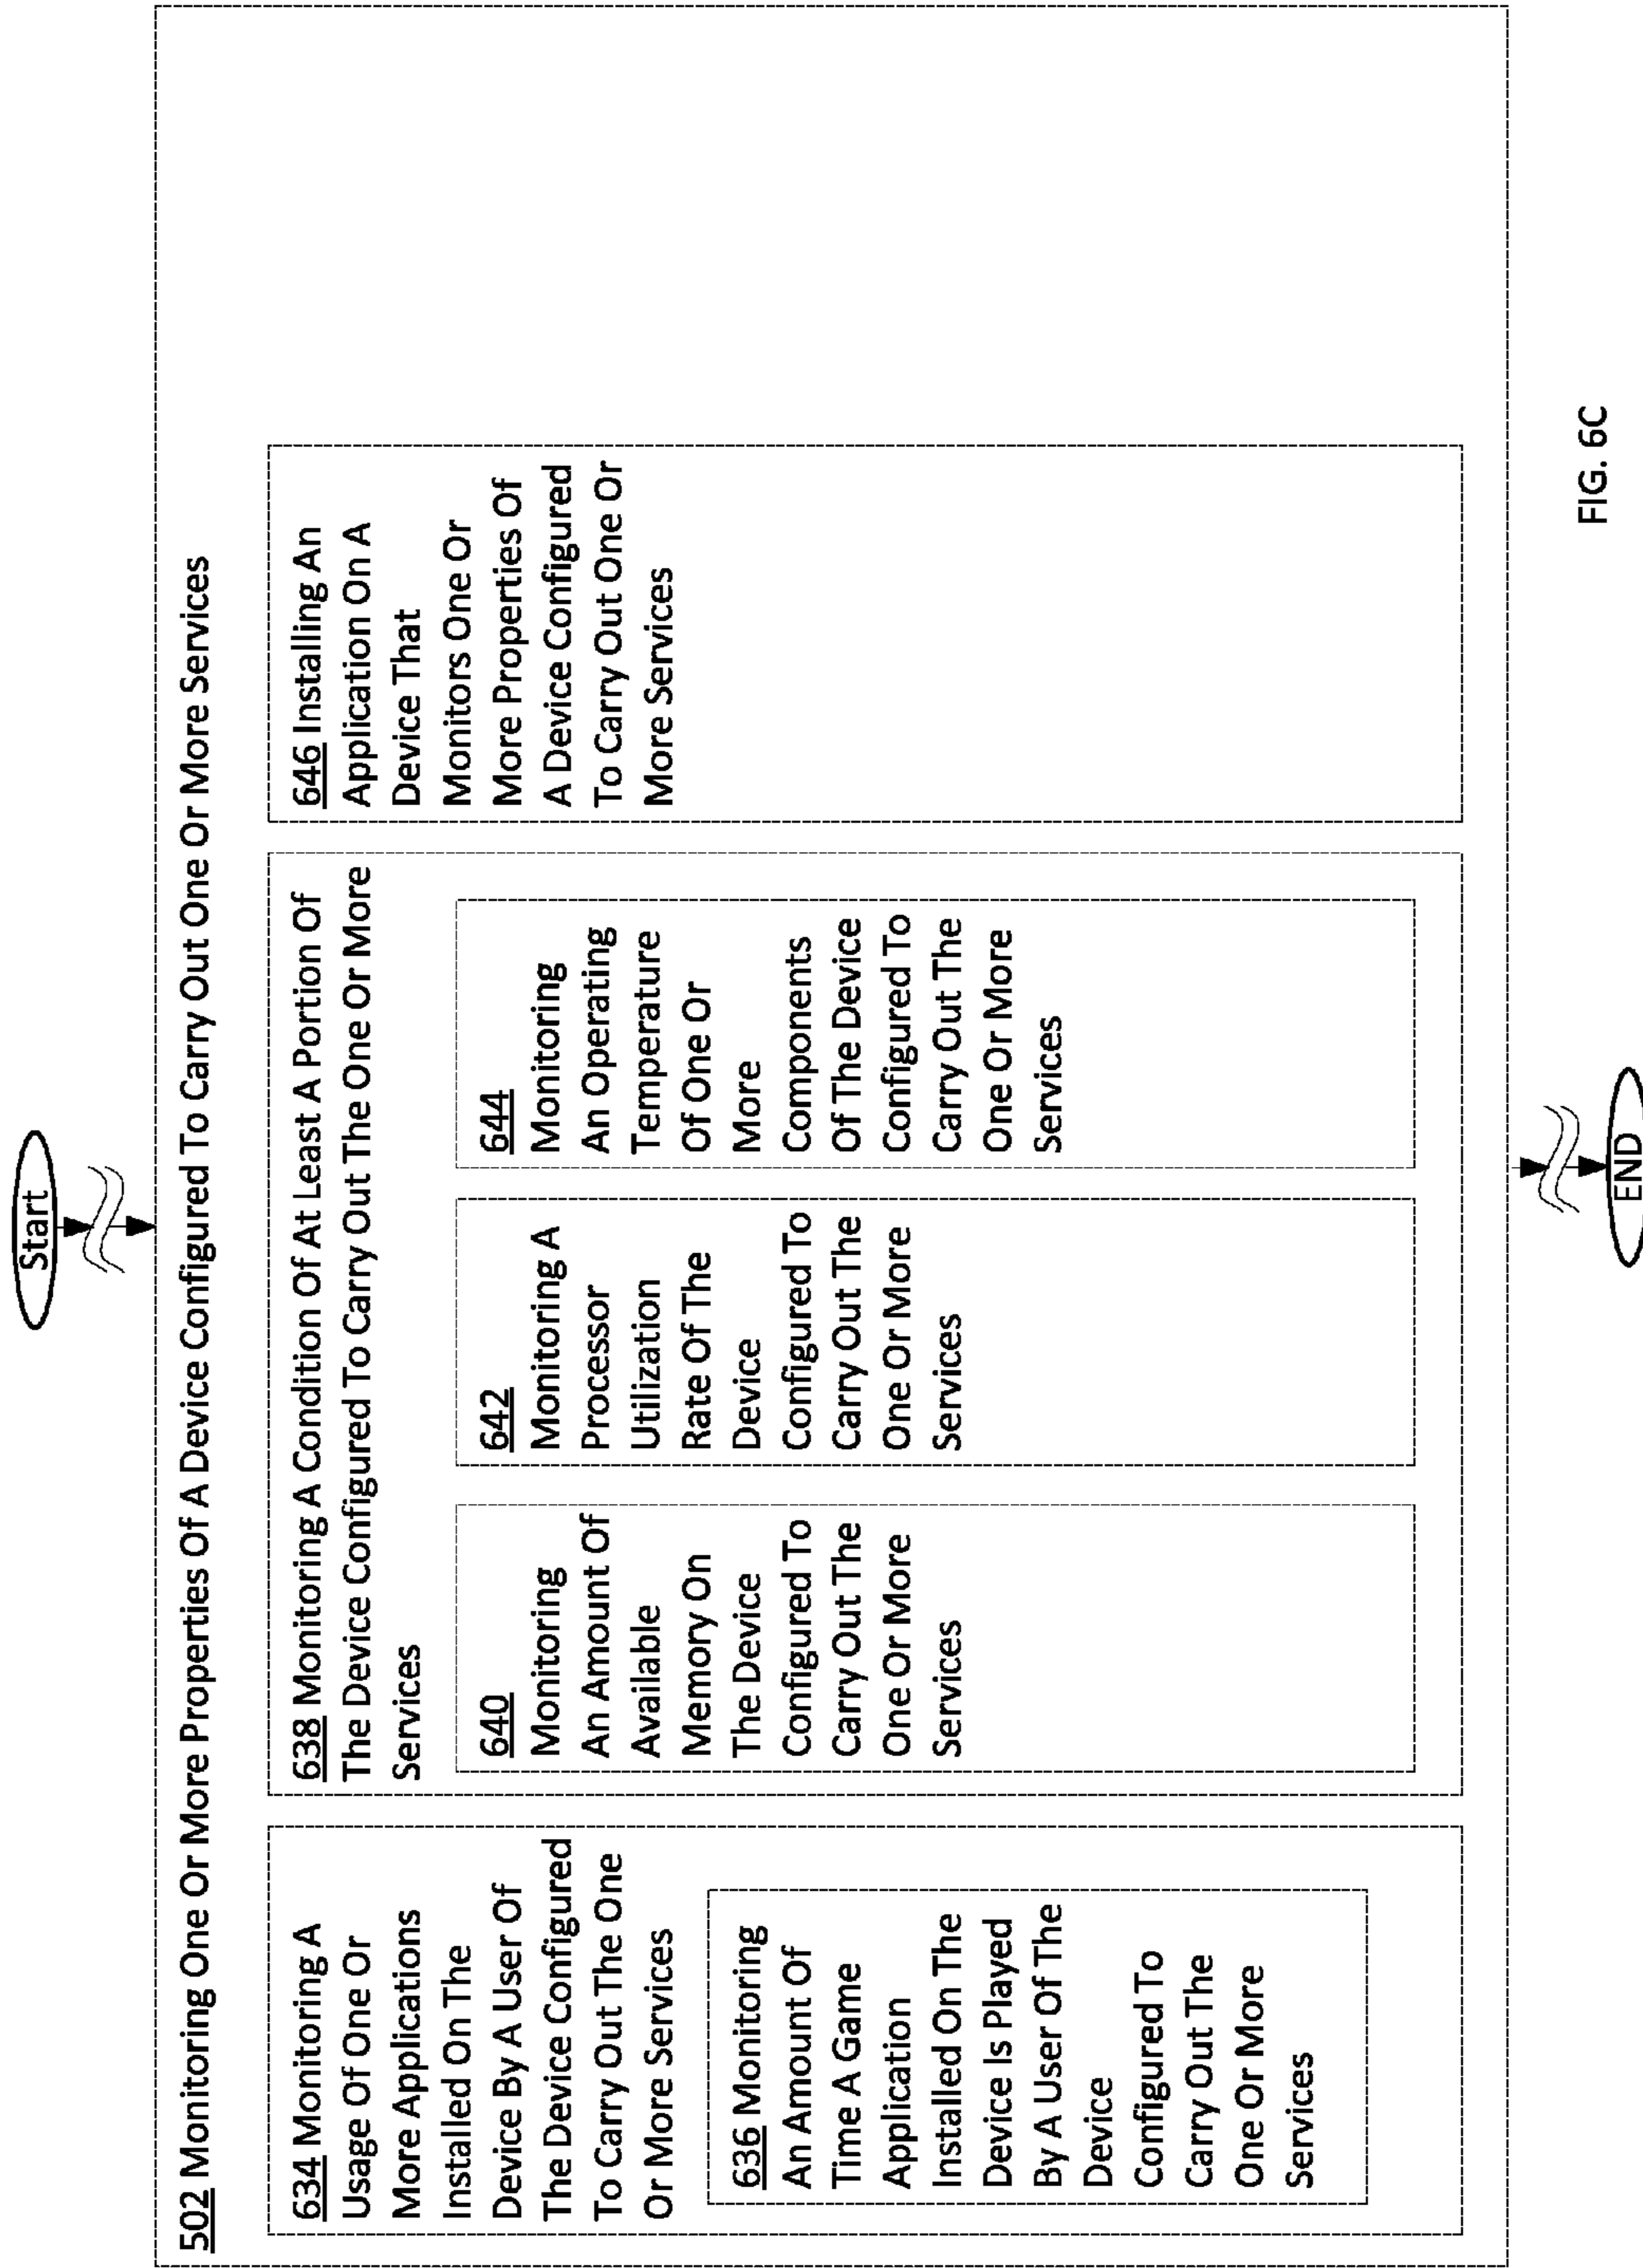 Start
502 Monitoring One Or More Properties Of A Device Configured To Carry Out One Or More Services
634 Monitoring A
Usage Of One Or
More Applications
Installed On The
Device By A User Of
The Device Configured
To Carry Out The One
Or More Services
636 Monitoring
An Amount Of
Time A Game
Application
Installed On The
Device Is Played
By A User Of The
Device
Configured To
Carry Out The
One Or More
Services
638 Monitoring A Condition Of At Least A Portion Of
The Device Configured To Carry Out The One Or More
Services
640
Monitoring
An Amount Of
Available
Memory On
The Device
Configured To
Carry Out The
One Or More
Services
642
Monitoring A
Processor
Utilization
Rate Of The
Device
Configured To
Carry Out The
One Or More
Services
644
Monitoring
An Operating
Temperature
Of One Or
More
Components
Of The Device
Configured To
Carry Out The
One Or More
Services
646 Installing An
Application On A
Device That
Monitors One Or
More Properties Of
A Device Configured
To Carry Out One Or
More Services
END
FIG. 6C